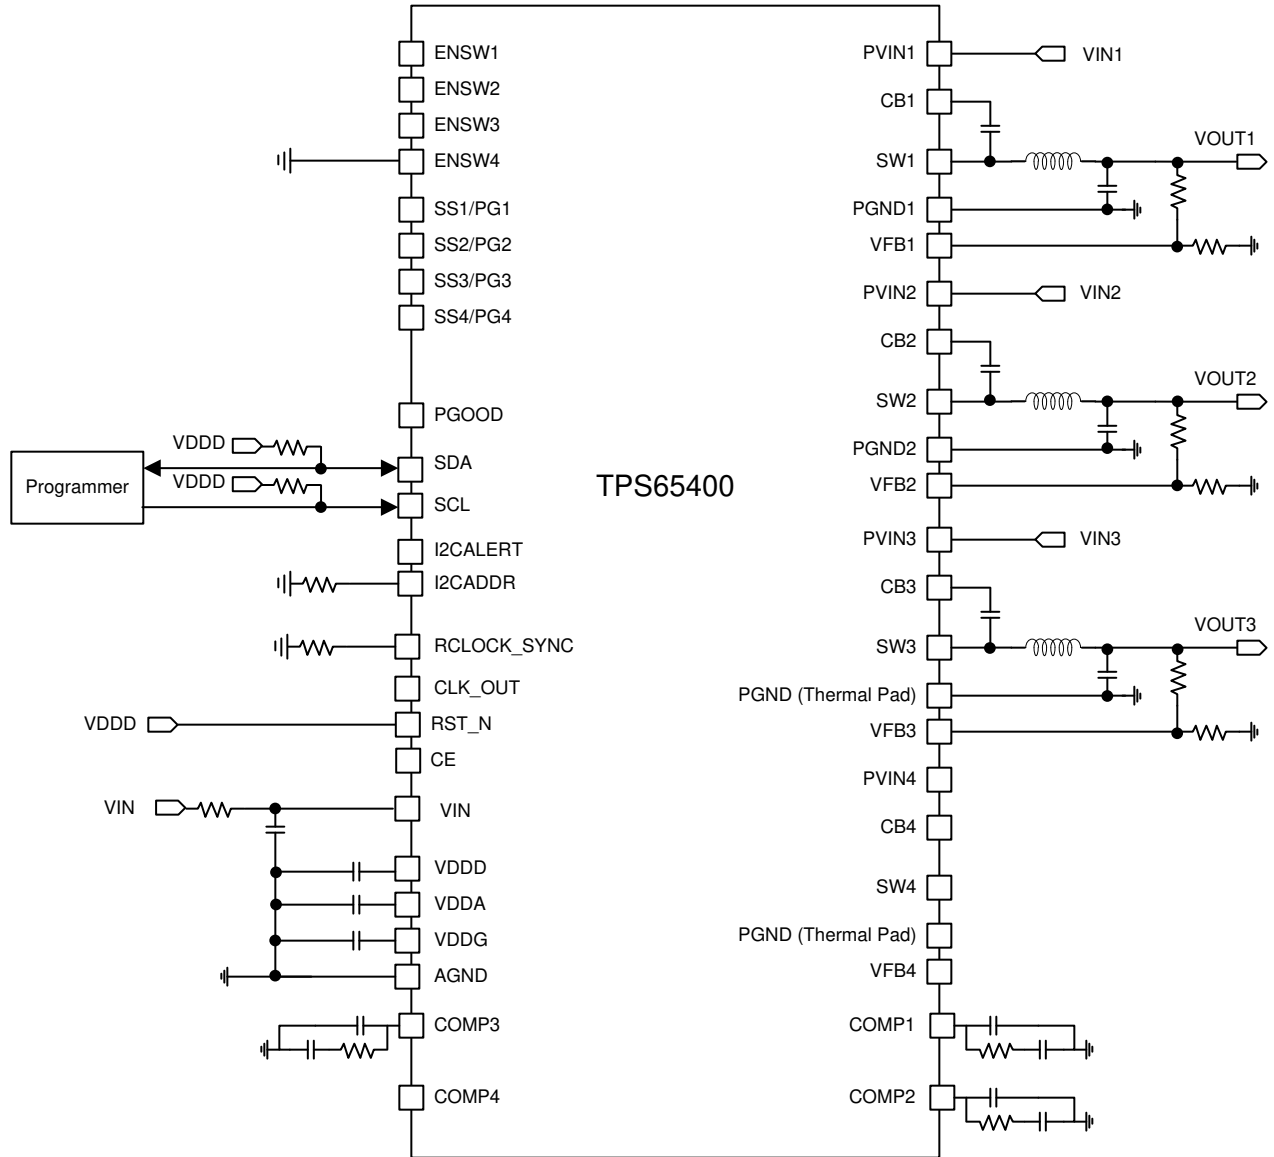 ENSW1
ENSW2
ENSW3
ENSW4
SS1/PG1
SS2/PG2
SS3/PG3
SS4/PG4
PGOOD
VDDD
SDA
Programmer
VDDD
SCL
I2CALERT
I2CADDR
RCLOCK_SYNC
CLK_OUT
VDDD
RST_N
CE
VIN
VIN
VDDD
VDDA
VDDG
AGND
COMP3
COMP4
TPS65400
PVIN1
VIN1
CB1
VOUT1
SW1
PGND1
VFB1
PVIN2
VIN2
CB2
VOUT2
SW2
PGND2
VFB2
PVIN3
VIN3
CB3
VOUT3
SW3
PGND (Thermal Pad)
VFB3
PVIN4
CB4
SW4
PGND (Thermal Pad)
VFB4
COMP1
COMP2